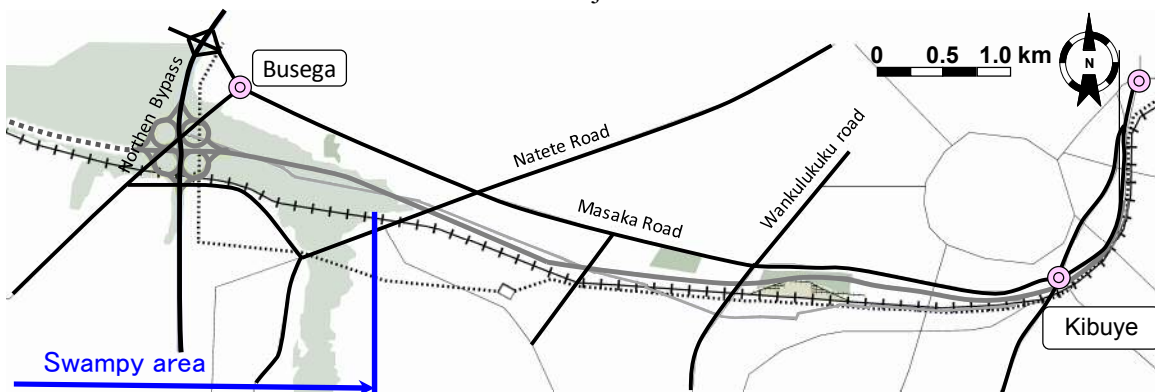 0 0.5 1.0 km
N
Busega
Northen Bypass
Natete Road
Wankulukuku road
Masaka Road
Kibuye
Swampy area